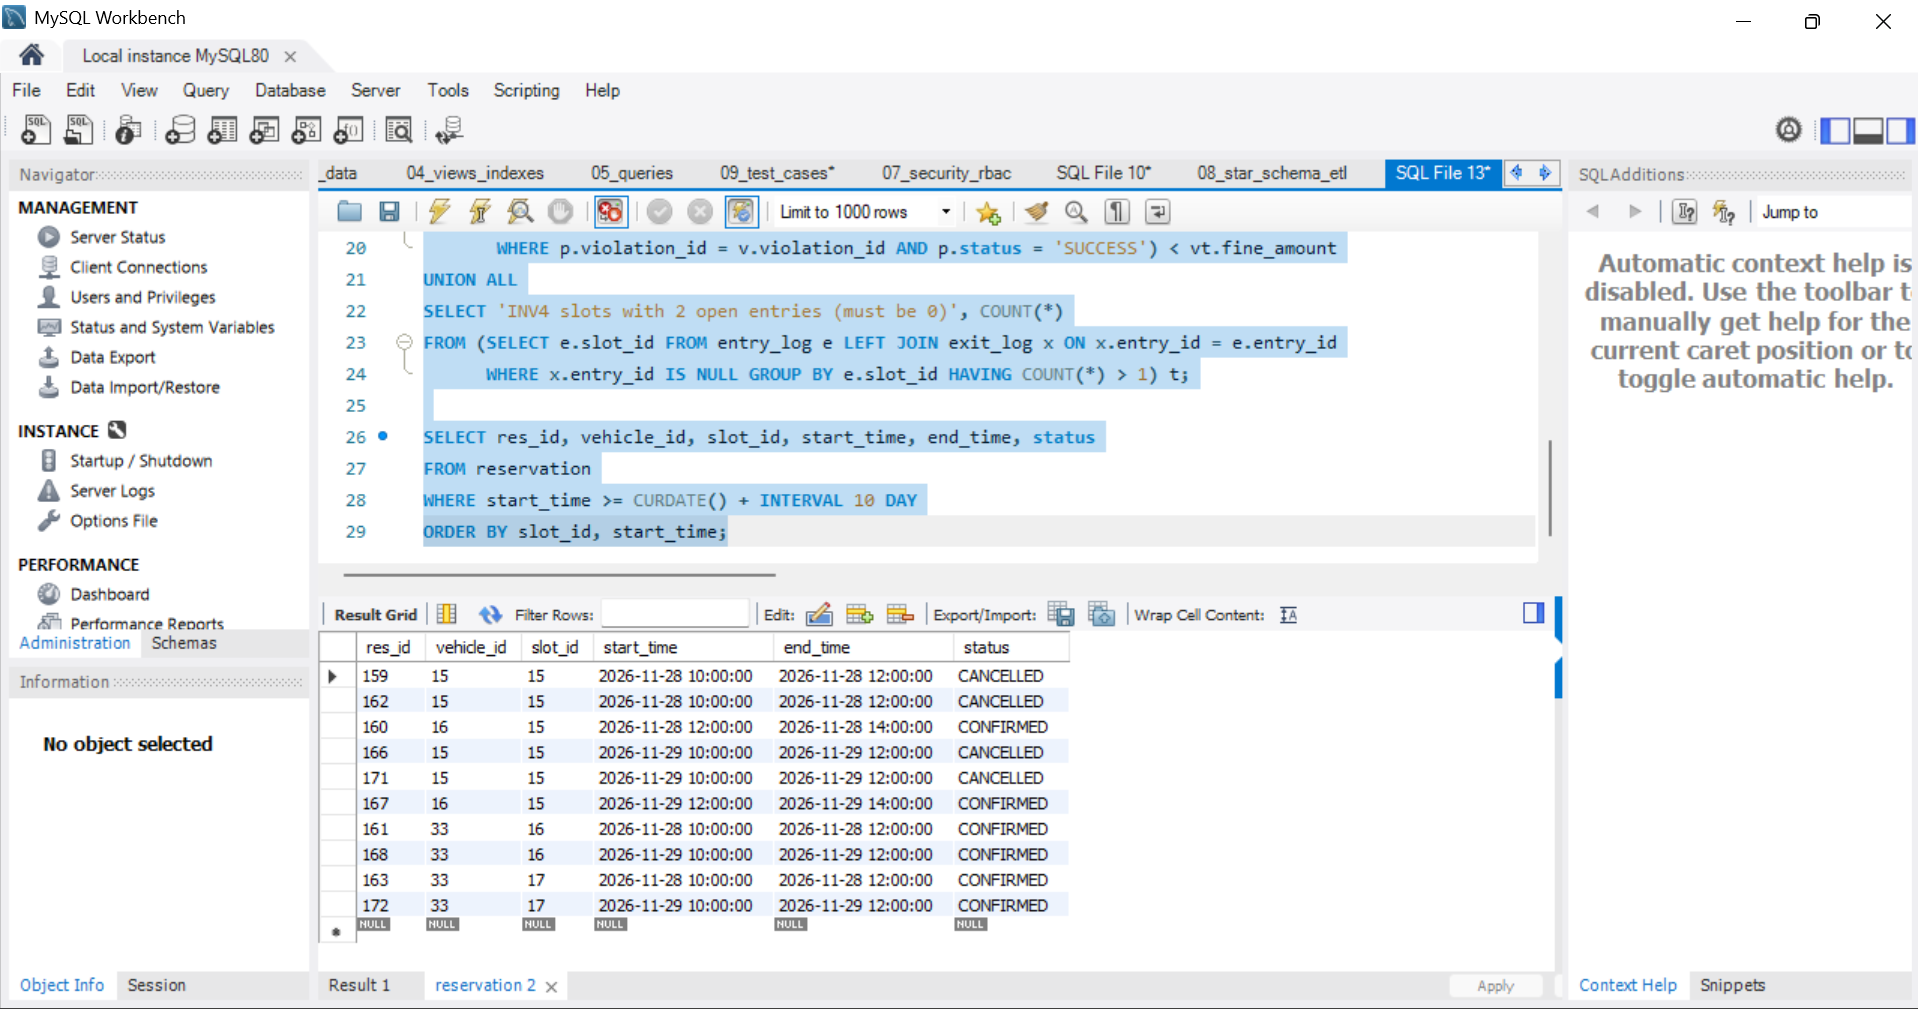 MySQL Workbench
Local instance MySQL80
File Edit View Query Database Server Tools Scripting Help
Navigator
MANAGEMENT
Server Status
Client Connections
Users and Privileges
Status and System Variables
Data Export
Data Import/Restore
INSTANCE
Startup / Shutdown
Server Logs
Options File
PERFORMANCE
Dashboard
Performance Reports
Administration Schemas
Information
No object selected
Object Info Session
_data 04_views_indexes 05_queries 09_test_cases* 07_security_rbac SQL File 10* 08_star_schema_etl SQL File 13*
Limit to 1000 rows
20 WHERE p.violation_id = v.violation_id AND p.status = 'SUCCESS') < vt.fine_amount
21 UNION ALL
22 SELECT 'INV4 slots with 2 open entries (must be 0)', COUNT(*)
23 FROM (SELECT e.slot_id FROM entry_log e LEFT JOIN exit_log x ON x.entry_id = e.entry_id
24 WHERE x.entry_id IS NULL GROUP BY e.slot_id HAVING COUNT(*) > 1) t;
25
26 SELECT res_id, vehicle_id, slot_id, start_time, end_time, status
27 FROM reservation
28 WHERE start_time >= CURDATE() + INTERVAL 10 DAY
29 ORDER BY slot_id, start_time;
Result Grid Filter Rows: Edit: Export/Import: Wrap Cell Content:
res_id vehicle_id slot_id start_time end_time status
159 15 15 2026-11-28 10:00:00 2026-11-28 12:00:00 CANCELLED
162 15 15 2026-11-28 10:00:00 2026-11-28 12:00:00 CANCELLED
160 16 15 2026-11-28 12:00:00 2026-11-28 14:00:00 CONFIRMED
166 15 15 2026-11-29 10:00:00 2026-11-29 12:00:00 CANCELLED
171 15 15 2026-11-29 10:00:00 2026-11-29 12:00:00 CANCELLED
167 16 15 2026-11-29 12:00:00 2026-11-29 14:00:00 CONFIRMED
161 33 16 2026-11-28 10:00:00 2026-11-28 12:00:00 CONFIRMED
168 33 16 2026-11-29 10:00:00 2026-11-29 12:00:00 CONFIRMED
163 33 17 2026-11-28 10:00:00 2026-11-28 12:00:00 CONFIRMED
172 33 17 2026-11-29 10:00:00 2026-11-29 12:00:00 CONFIRMED
NULL NULL NULL NULL NULL NULL
Result 1 reservation 2
Apply
SQLAdditions
Jump to
Automatic context help is
disabled. Use the toolbar t
manually get help for the
current caret position or to
toggle automatic help.
Context Help Snippets